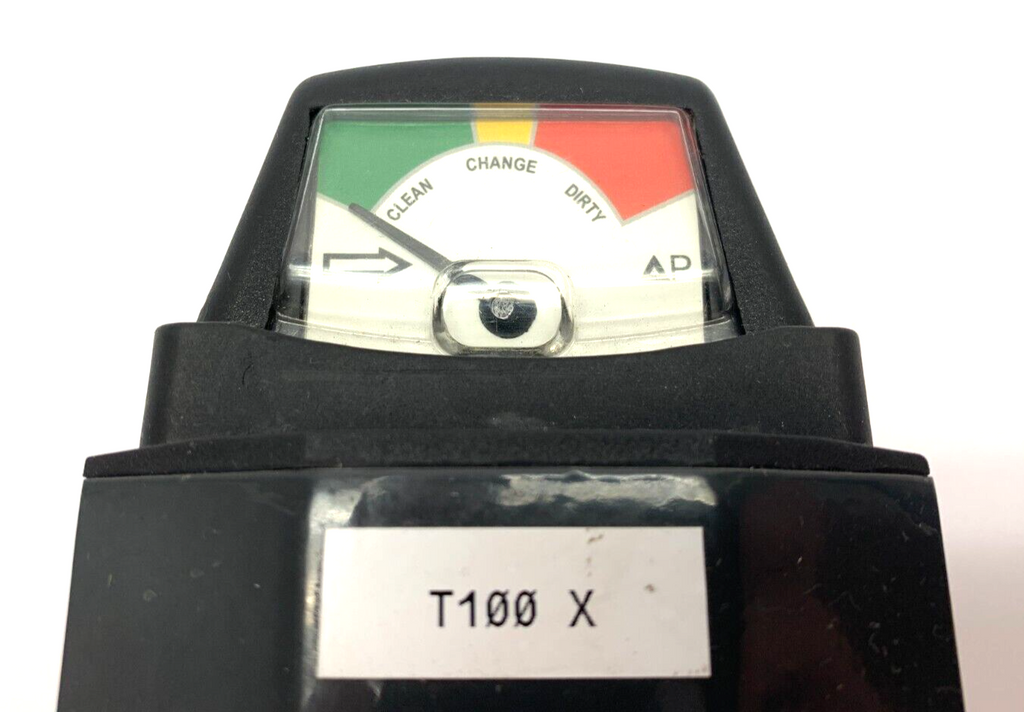 CHANGE
CLEAN
DIRTY
ΔP
T100 X